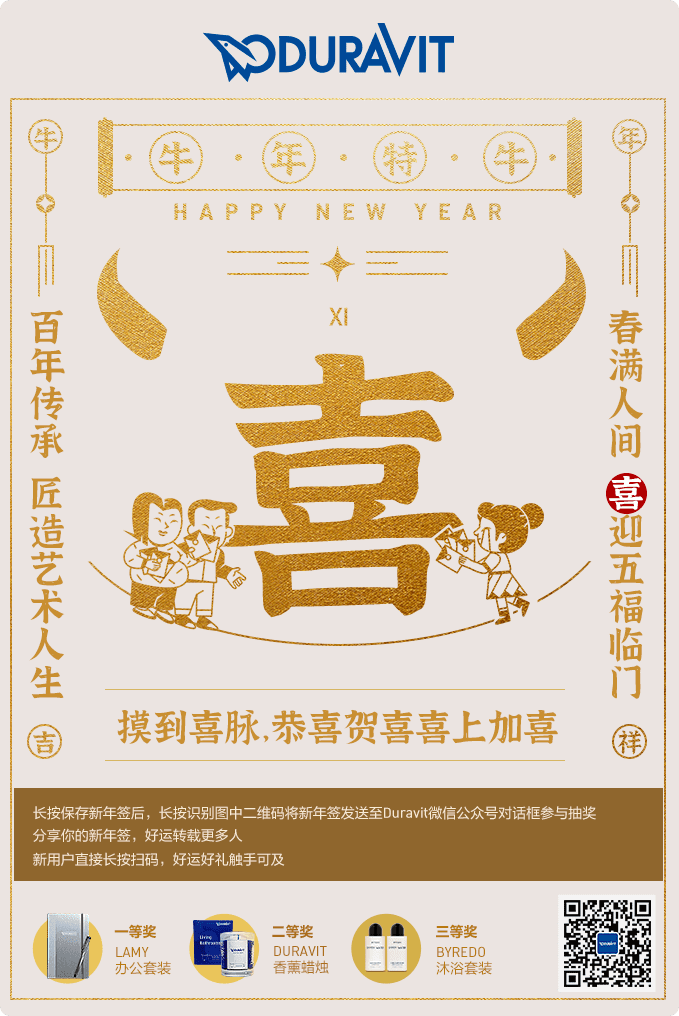 DURAVIT
牛年特牛
HAPPY NEW YEAR
XI
喜
牛
百年传承 匠造艺术人生
吉
年
春满人间 喜迎五福临门
祥
摸到喜脉,恭喜贺喜喜上加喜
长按保存新年签后，长按识别图中二维码将新年签发送至Duravit微信公众号对话框参与抽奖
分享你的新年签，好运转载更多人
新用户直接长按扫码，好运好礼触手可及
一等奖
LAMY
办公套装
二等奖
DURAVIT
香薰蜡烛
三等奖
BYREDO
沐浴套装